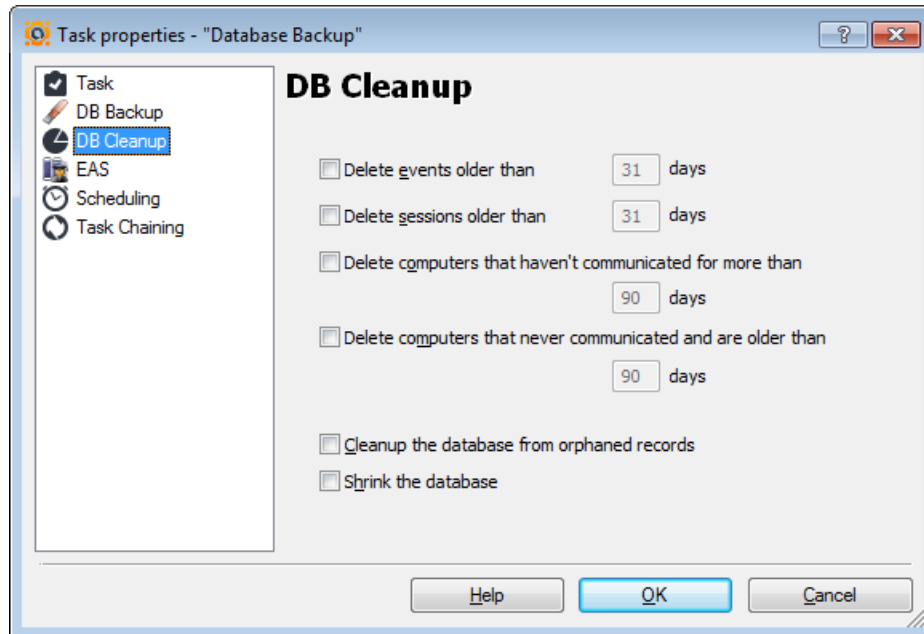 Task properties - "Database Backup"
Task
DB Backup
DB Cleanup
EAS
Scheduling
Task Chaining
DB Cleanup
Delete events older than 31 days
Delete sessions older than 31 days
Delete computers that haven't communicated for more than
90 days
Delete computers that never communicated and are older than
90 days
Cleanup the database from orphaned records
Shrink the database
Help OK Cancel